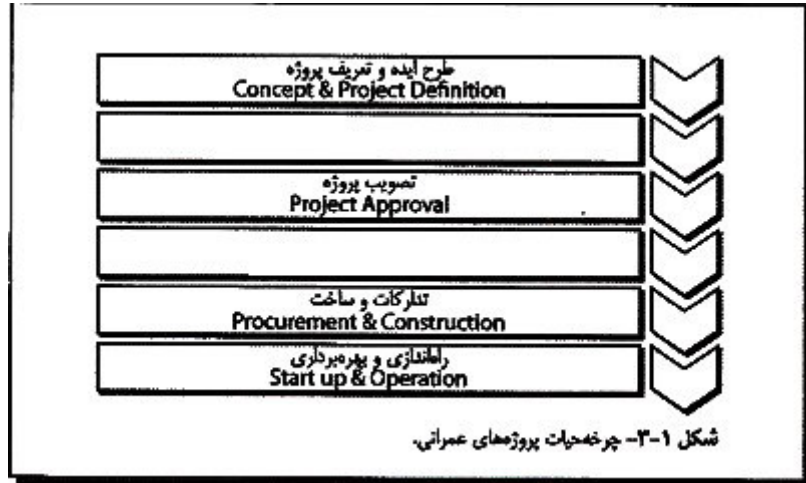 طرح ایده و تعریف پروژه
Concept & Project Definition
تصویب پروژه
Project Approval
تدارکات و ساخت
Procurement & Construction
راه‌اندازی و بهره‌برداری
Start up & Operation
شکل ۱-۳- چرخه‌حیات پروژه‌های عمرانی.